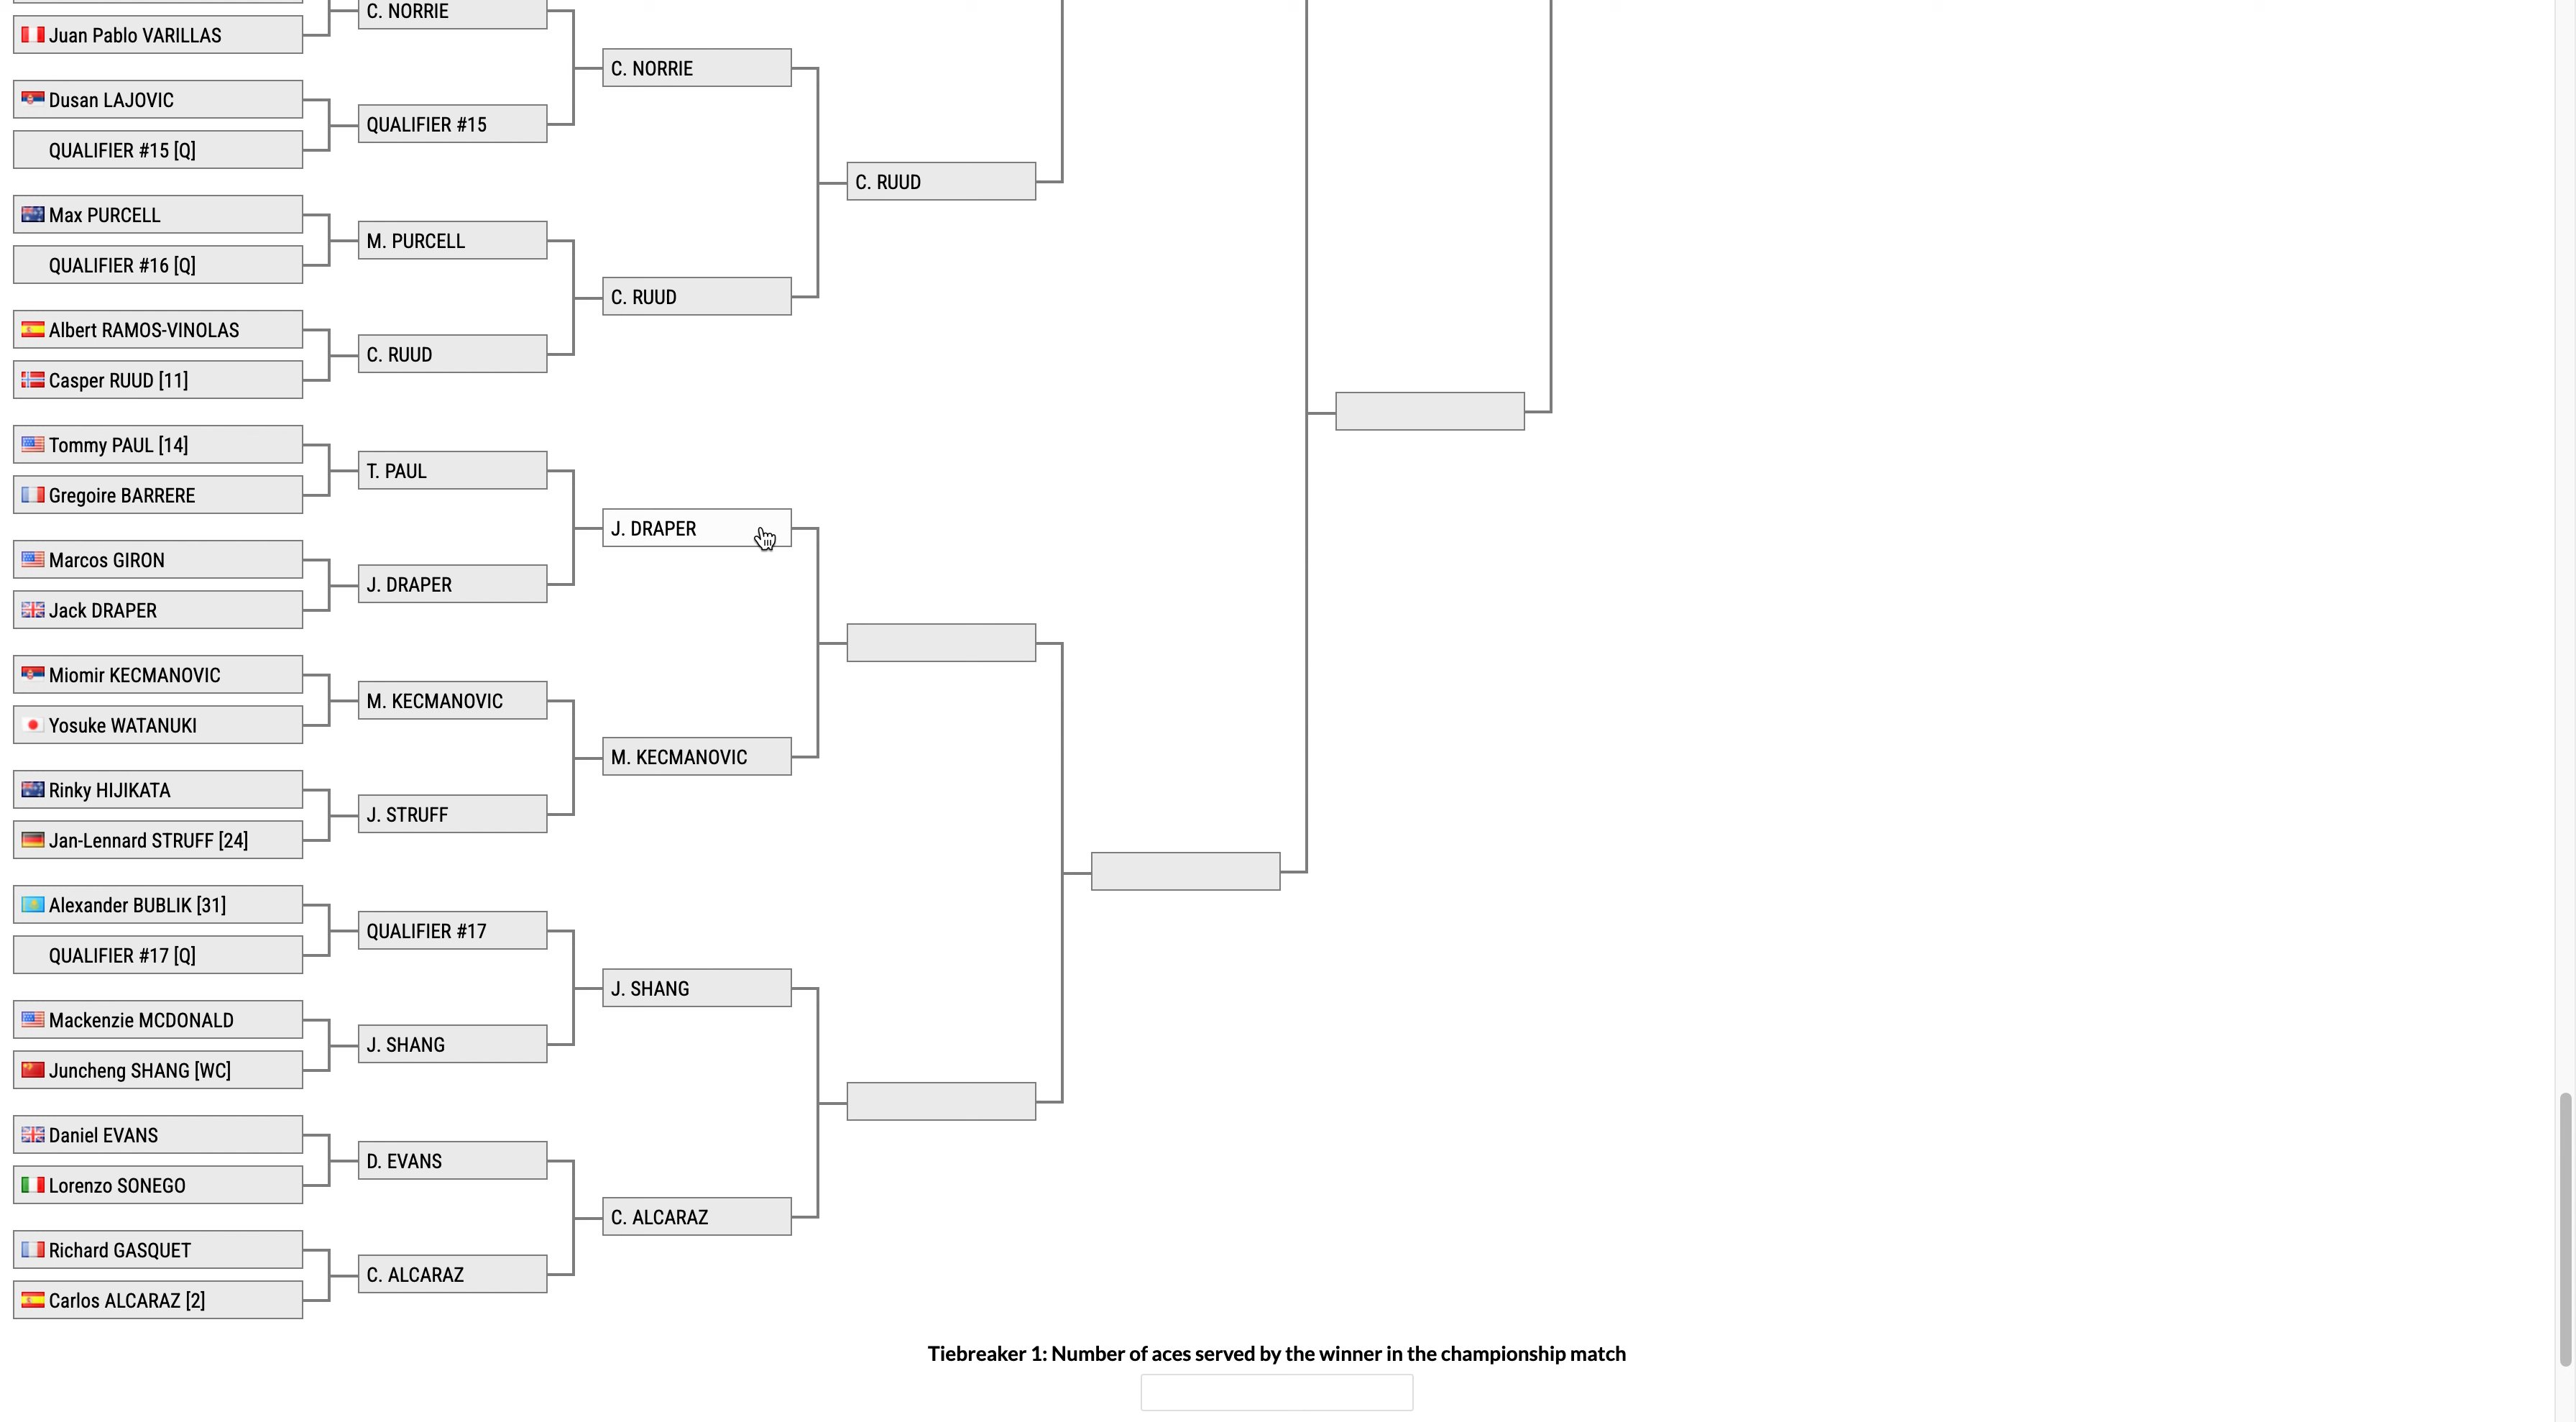 Juan Pablo VARILLAS
Dusan LAJOVIC
QUALIFIER #15 [Q]
Max PURCELL
QUALIFIER #16 [Q]
Albert RAMOS-VINOLAS
Casper RUUD [11]
Tommy PAUL [14]
Gregoire BARRERE
Marcos GIRON
Jack DRAPER
Miomir KECMANOVIC
Yosuke WATANUKI
Rinky HIJIKATA
Jan-Lennard STRUFF [24]
Alexander BUBLIK [31]
QUALIFIER #17 [Q]
Mackenzie MCDONALD
Juncheng SHANG [WC]
Daniel EVANS
Lorenzo SONEGO
Richard GASQUET
Carlos ALCARAZ [2]
C. NORRIE
QUALIFIER #15
M. PURCELL
C. RUUD
T. PAUL
J. DRAPER
M. KECMANOVIC
J. STRUFF
QUALIFIER #17
J. SHANG
D. EVANS
C. ALCARAZ
C. NORRIE
C. RUUD
J. DRAPER
M. KECMANOVIC
J. SHANG
C. ALCARAZ
C. RUUD
Tiebreaker 1: Number of aces served by the winner in the championship match